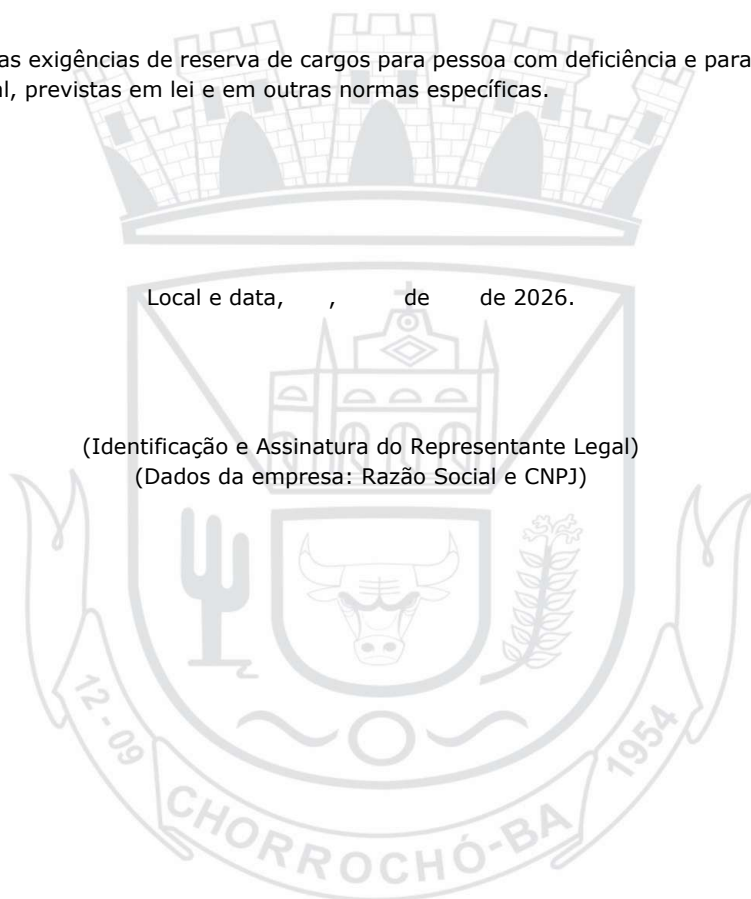 as exigências de reserva de cargos para pessoa com deficiência e para
l, previstas em lei e em outras normas específicas.
Local e data, , de de 2026.
(Identificação e Assinatura do Representante Legal)
(Dados da empresa: Razão Social e CNPJ)
12 - 09
CHORROCHÓ-BA
1954